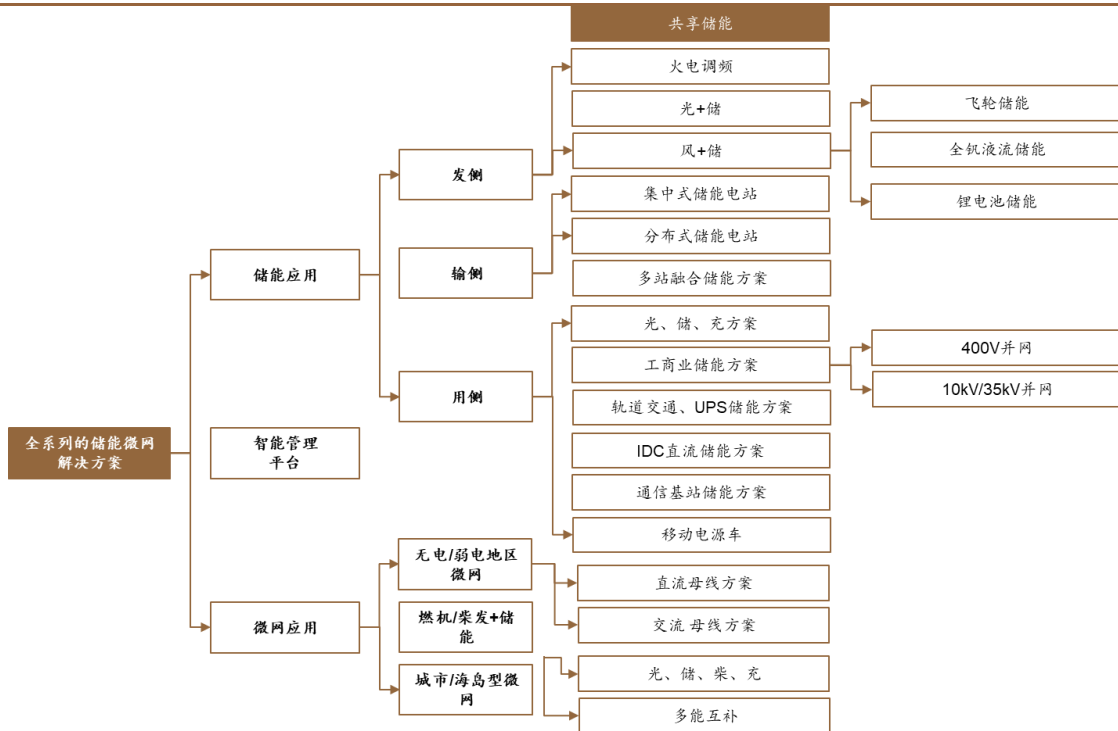 共享储能
火电调频
光+储
风+储
飞轮储能
全钒液流储能
锂电池储能
发侧
集中式储能电站
分布式储能电站
多站融合储能方案
输侧
储能应用
光、储、充方案
工商业储能方案
400V并网
10kV/35kV并网
轨道交通、UPS储能方案
IDC直流储能方案
通信基站储能方案
移动电源车
用侧
全系列的储能微网
解决方案
智能管理
平台
无电/弱电地区
微网
直流母线方案
交流 母线方案
微网应用
燃机/柴发+储
能
城市/海岛型微
网
光、储、柴、充
多能互补